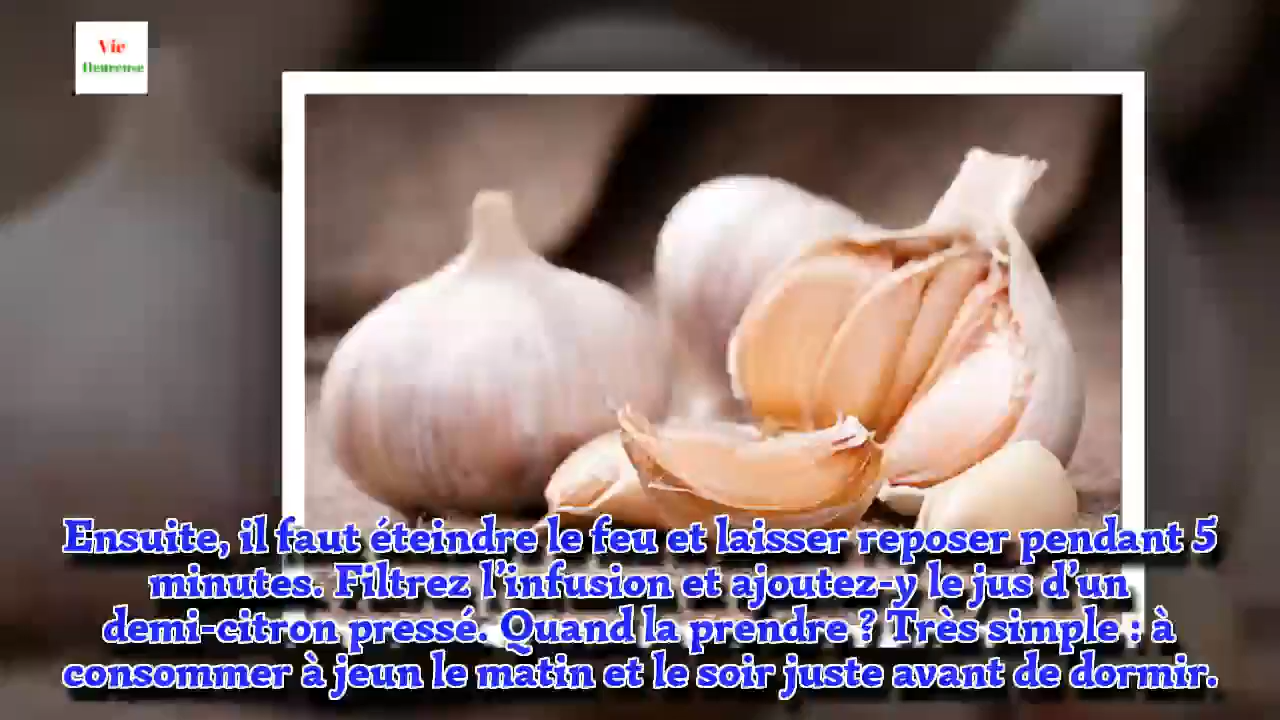 Vie
Heureuse
Ensuite, il faut éteindre le feu et laisser reposer pendant 5
minutes. Filtrez l’infusion et ajoutez-y le jus d’un
demi-citron pressé. Quand la prendre ? Très simple : à
consommer à jeun le matin et le soir juste avant de dormir.